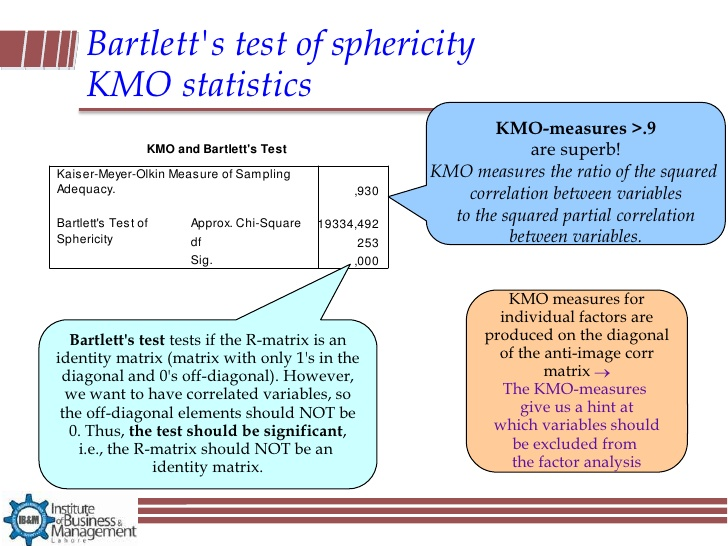 Bartlett's test of sphericity
KMO statistics
KMO and Bartlett's Test
Kaiser-Meyer-Olkin Measure of Sampling
Adequacy. ,930
Bartlett's Test of Approx. Chi-Square 19334,492
Sphericity df 253
Sig. ,000
KMO-measures >.9
are superb!
KMO measures the ratio of the squared
correlation between variables
to the squared partial correlation
between variables.
Bartlett's test tests if the R-matrix is an
identity matrix (matrix with only 1's in the
diagonal and 0's off-diagonal). However,
we want to have correlated variables, so
the off-diagonal elements should NOT be
0. Thus, the test should be significant,
i.e., the R-matrix should NOT be an
identity matrix.
KMO measures for
individual factors are
produced on the diagonal
of the anti-image corr
matrix →
The KMO-measures
give us a hint at
which variables should
be excluded from
the factor analysis
IB&M
Institute
of Business &
Management
Lahore